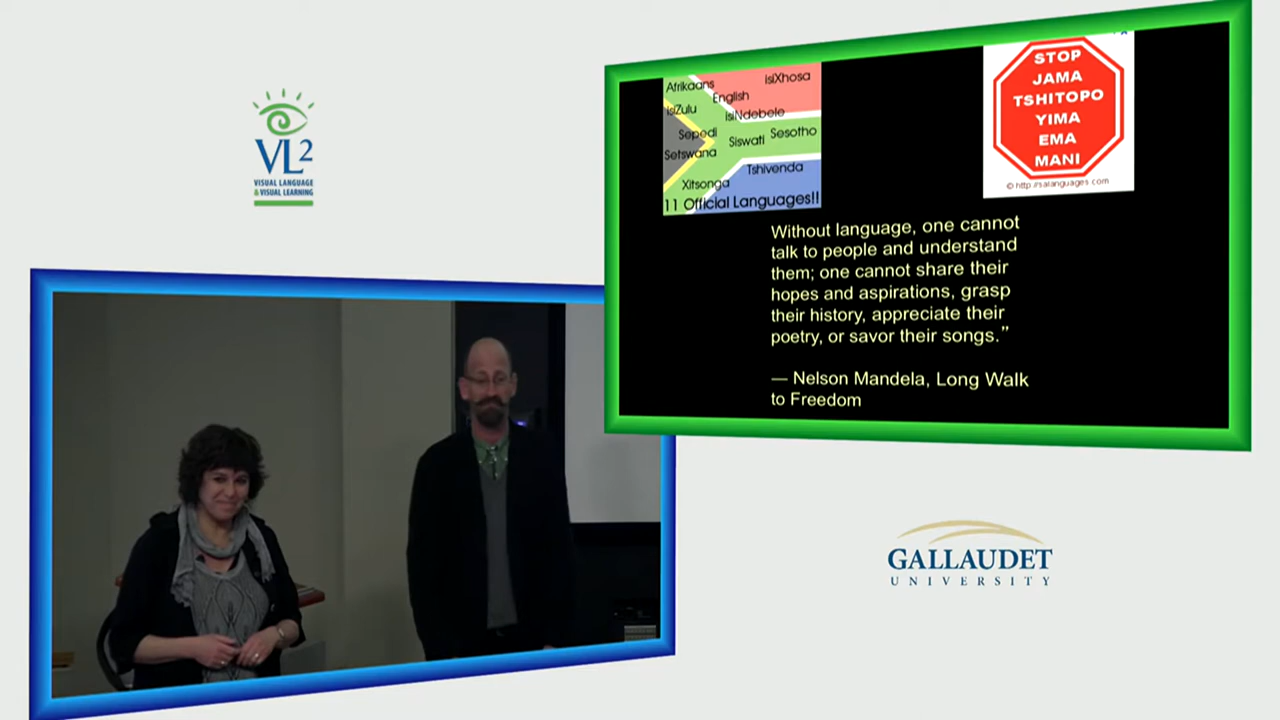 VL2
VISUAL LANGUAGE
& VISUAL LEARNING
Afrikaans
isiXhosa
English
isiZulu
isiNdebele
Sepedi
Siswati
Sesotho
Setswana
Tshivenda
Xitsonga
11 Official Languages!!
STOP
JAMA
TSHITOPO
YIMA
EMA
MANI
© http://salanguages.com
Without language, one cannot
talk to people and understand
them; one cannot share their
hopes and aspirations, grasp
their history, appreciate their
poetry, or savor their songs.”
— Nelson Mandela, Long Walk
to Freedom
GALLAUDET
UNIVERSITY